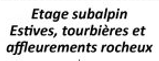 Etage subalpin
Estives, tourbières et
affleurements rocheux